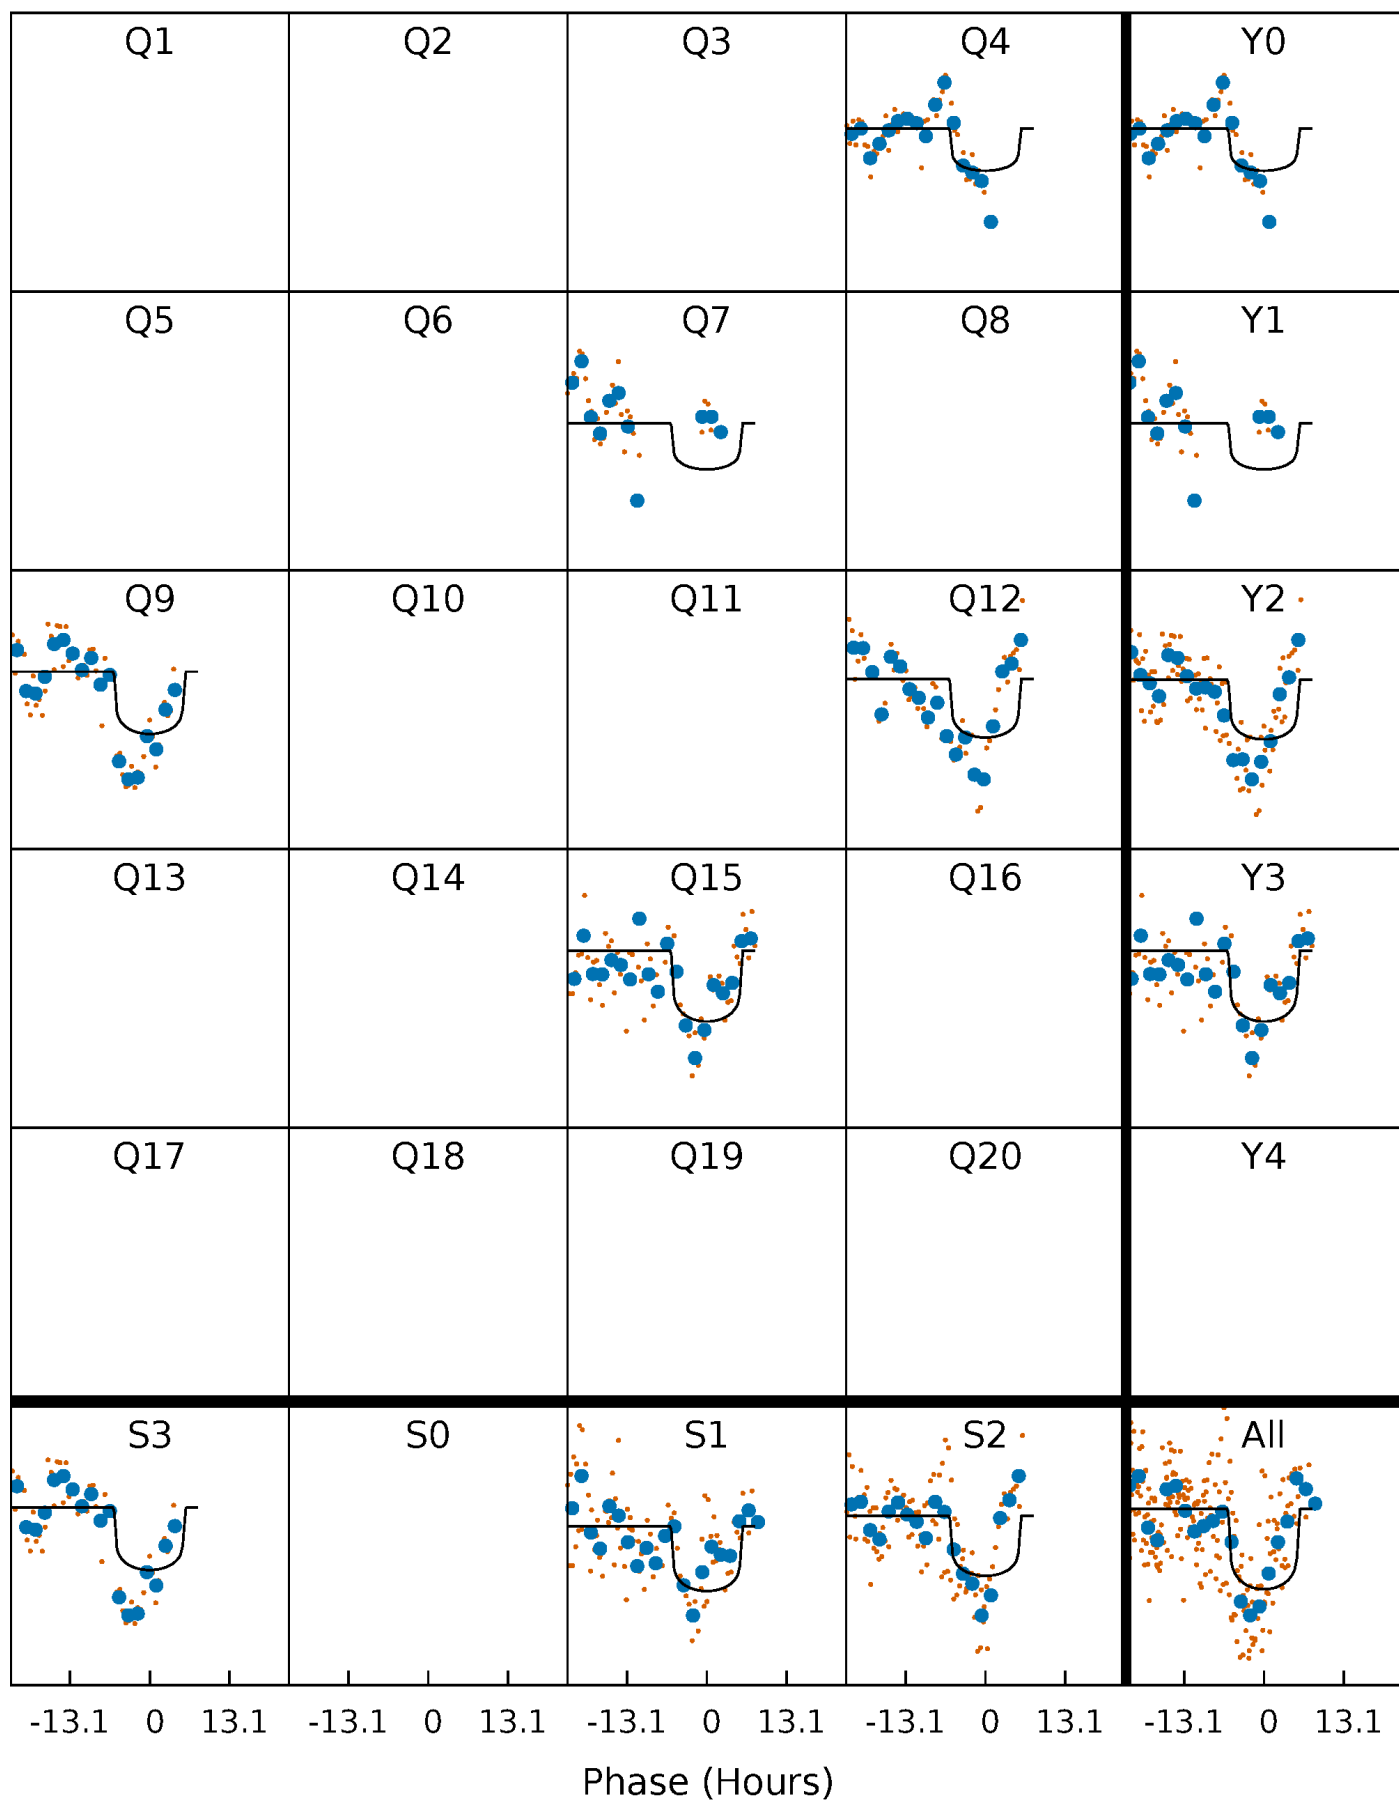 Q1 Q2 Q3 Q4 Y0
Q5 Q6 Q7 Q8 Y1
Q9 Q10 Q11 Q12 Y2
Q13 Q14 Q15 Q16 Y3
Q17 Q18 Q19 Q20 Y4
S3 S0 S1 S2 All
-13.1 0 13.1 -13.1 0 13.1 -13.1 0 13.1 -13.1 0 13.1 -13.1 0 13.1
Phase (Hours)